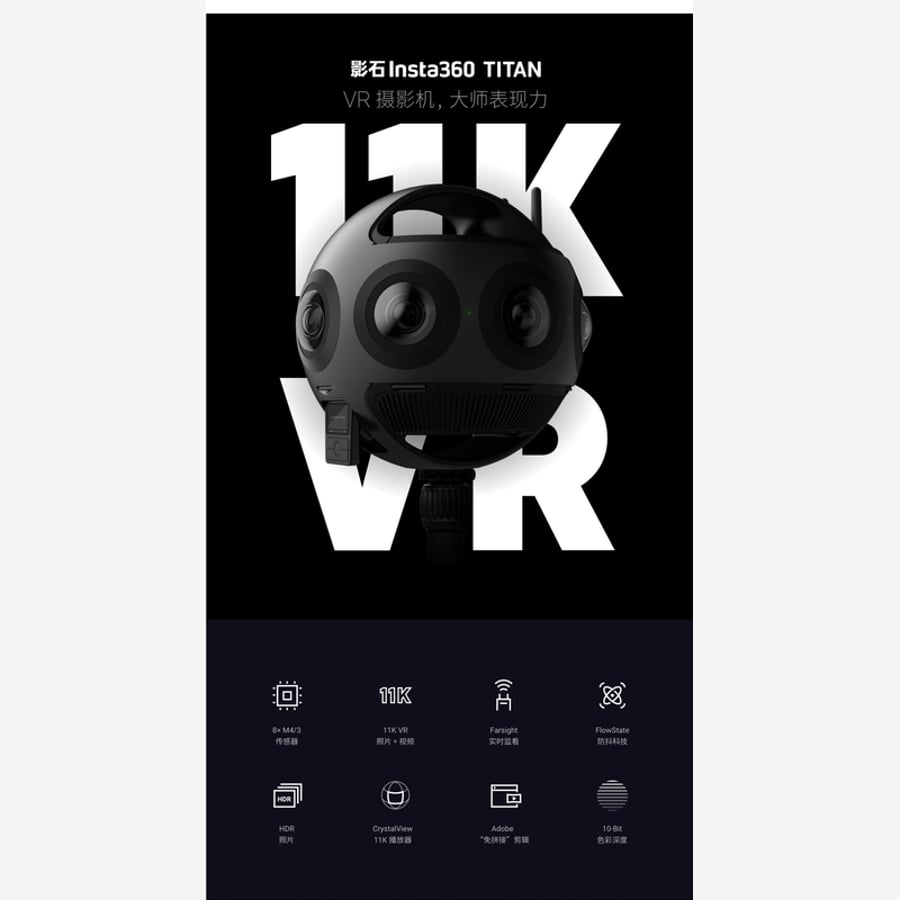 影石Insta360 TITAN
VR 摄影机，大师表现力
11K
VR
11K
8× M4/3
传感器
11K VR
照片 + 视频
Farsight
实时监看
FlowState
防抖科技
HDR
HDR
照片
CrystalView
11K 播放器
Adobe
“免拼接”剪辑
10-Bit
色彩深度